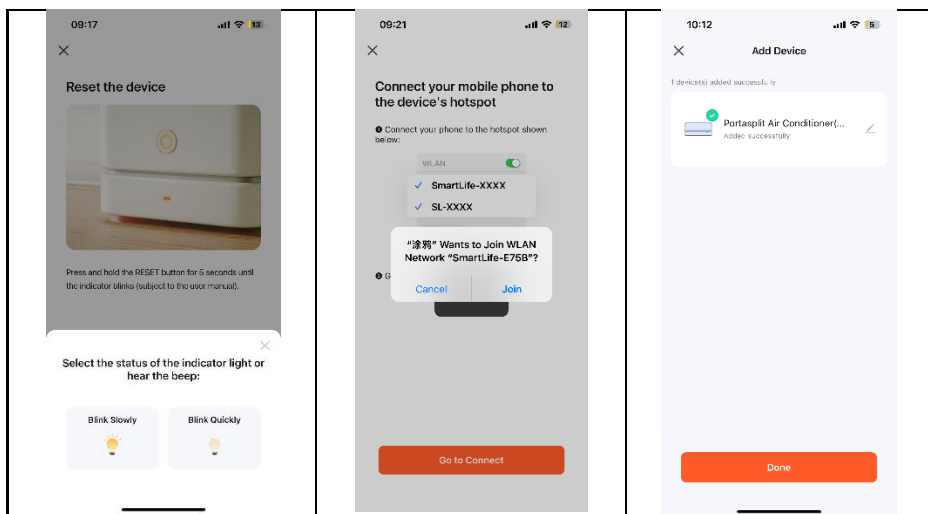 09:17
13
Reset the device
Press and hold the RESET button for 5 seconds until
the indicator blinks (subject to the user manual).
Select the status of the indicator light or
hear the beep:
Blink Slowly
Blink Quickly
09:21
12
Connect your mobile phone to
the device's hotspot
❶ Connect your phone to the hotspot shown
below:
WLAN
SmartLife-XXXX
SL-XXXX
"涂鸦" Wants to Join WLAN
Network "SmartLife-E75B"?
Cancel
Join
Go to Connect
10:12
5
Add Device
1 device(s) added successfully
Portasplit Air Conditioner(...
Added successfully
Done